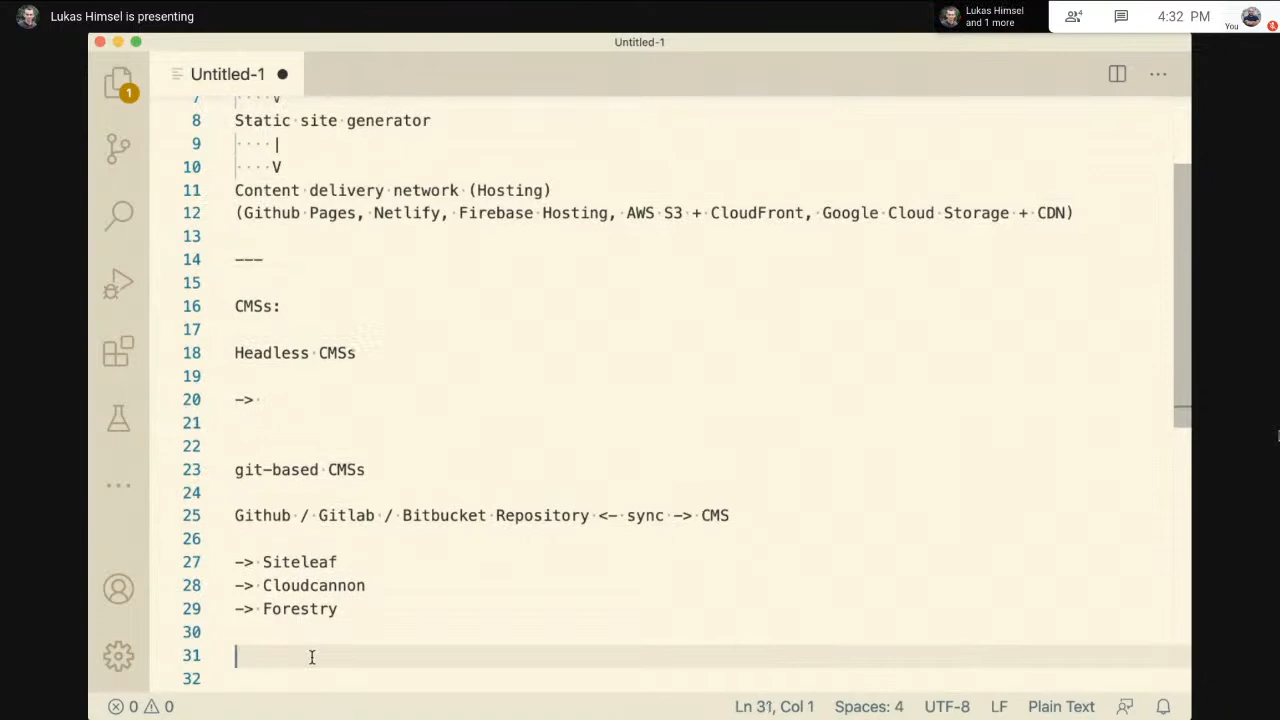 Lukas Himsel is presenting
Lukas Himsel
and 1 more
4
4:32 PM
You
Untitled-1
Untitled-1
1
7 V
8 Static site generator
9 |
10 V
11 Content delivery network (Hosting)
12 (Github Pages, Netlify, Firebase Hosting, AWS S3 + CloudFront, Google Cloud Storage + CDN)
13
14 ---
15
16 CMSs:
17
18 Headless CMSs
19
20 ->
21
22
23 git-based CMSs
24
25 Github / Gitlab / Bitbucket Repository <- sync -> CMS
26
27 -> Siteleaf
28 -> Cloudcannon
29 -> Forestry
30
31
32
0 0 Ln 31, Col 1 Spaces: 4 UTF-8 LF Plain Text